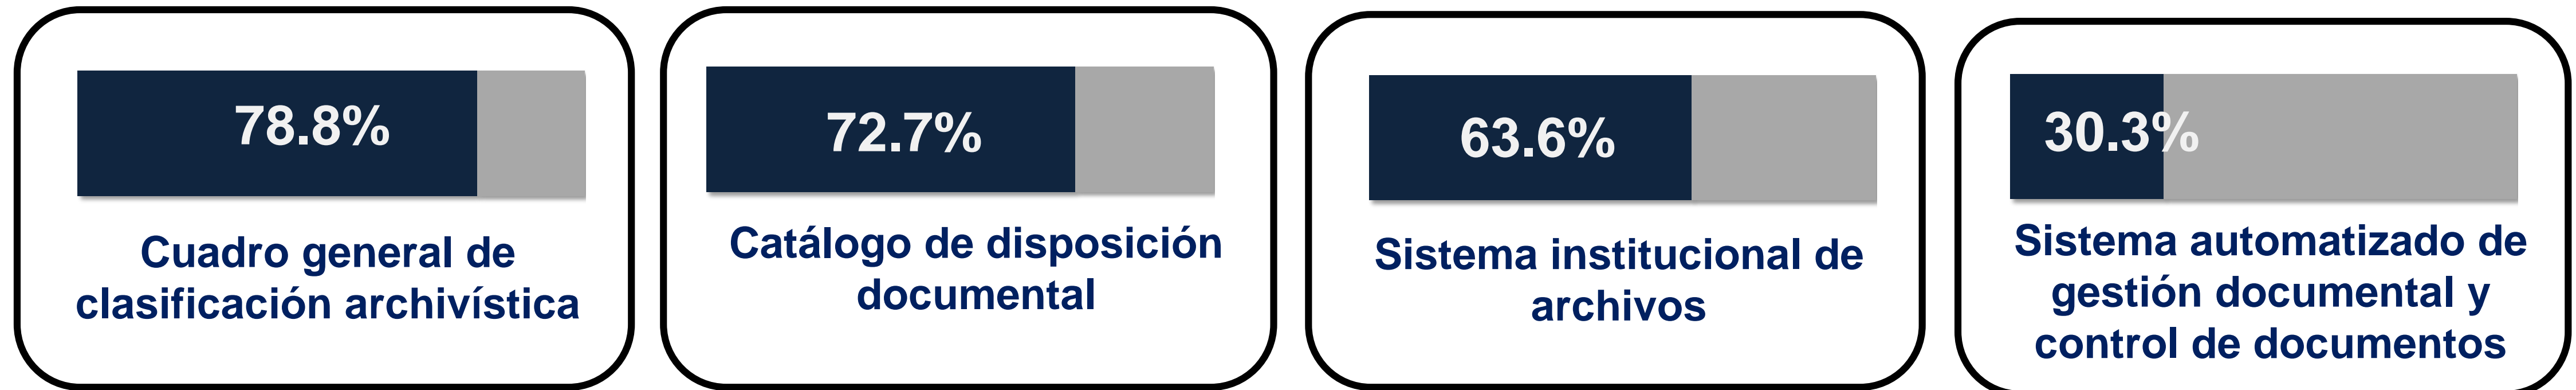 78.8%
Cuadro general de
clasificación archivística
72.7%
Catálogo de disposición
documental
63.6%
Sistema institucional de
archivos
30.3%
Sistema automatizado de
gestión documental y
control de documentos